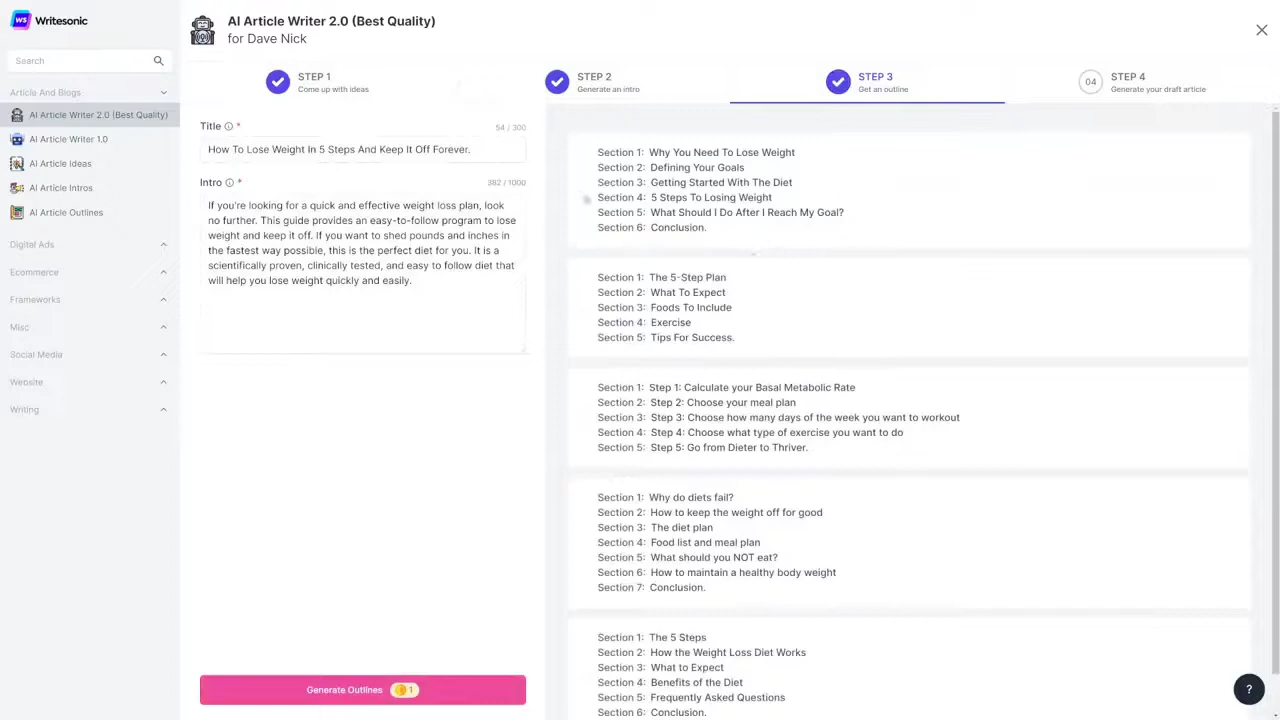 WS Writesonic
Search
Article And Blogs
AI Article Writer 2.0 (Best Quality)
AI Article Writer 1.0
AI Article Ideas
AI Article Intros
AI Article Outlines
Digital Ads
Ecommerce
Frameworks
Misc
Social Media
Website
Writing
AI Article Writer 2.0 (Best Quality)
for Dave Nick
STEP 1
Come up with ideas
STEP 2
Generate an intro
STEP 3
Get an outline
04
STEP 4
Generate your draft article
Title * 54 / 300
How To Lose Weight In 5 Steps And Keep It Off Forever.
Intro * 382 / 1000
If you're looking for a quick and effective weight loss plan, look
no further. This guide provides an easy-to-follow program to lose
weight and keep it off. If you want to shed pounds and inches in
the fastest way possible, this is the perfect diet for you. It is a
scientifically proven, clinically tested, and easy to follow diet that
will help you lose weight quickly and easily.
Generate Outlines 1
Section 1: Why You Need To Lose Weight
Section 2: Defining Your Goals
Section 3: Getting Started With The Diet
Section 4: 5 Steps To Losing Weight
Section 5: What Should I Do After I Reach My Goal?
Section 6: Conclusion.
Section 1: The 5-Step Plan
Section 2: What To Expect
Section 3: Foods To Include
Section 4: Exercise
Section 5: Tips For Success.
Section 1: Step 1: Calculate your Basal Metabolic Rate
Section 2: Step 2: Choose your meal plan
Section 3: Step 3: Choose how many days of the week you want to workout
Section 4: Step 4: Choose what type of exercise you want to do
Section 5: Step 5: Go from Dieter to Thriver.
Section 1: Why do diets fail?
Section 2: How to keep the weight off for good
Section 3: The diet plan
Section 4: Food list and meal plan
Section 5: What should you NOT eat?
Section 6: How to maintain a healthy body weight
Section 7: Conclusion.
Section 1: The 5 Steps
Section 2: How the Weight Loss Diet Works
Section 3: What to Expect
Section 4: Benefits of the Diet
Section 5: Frequently Asked Questions
Section 6: Conclusion.
?